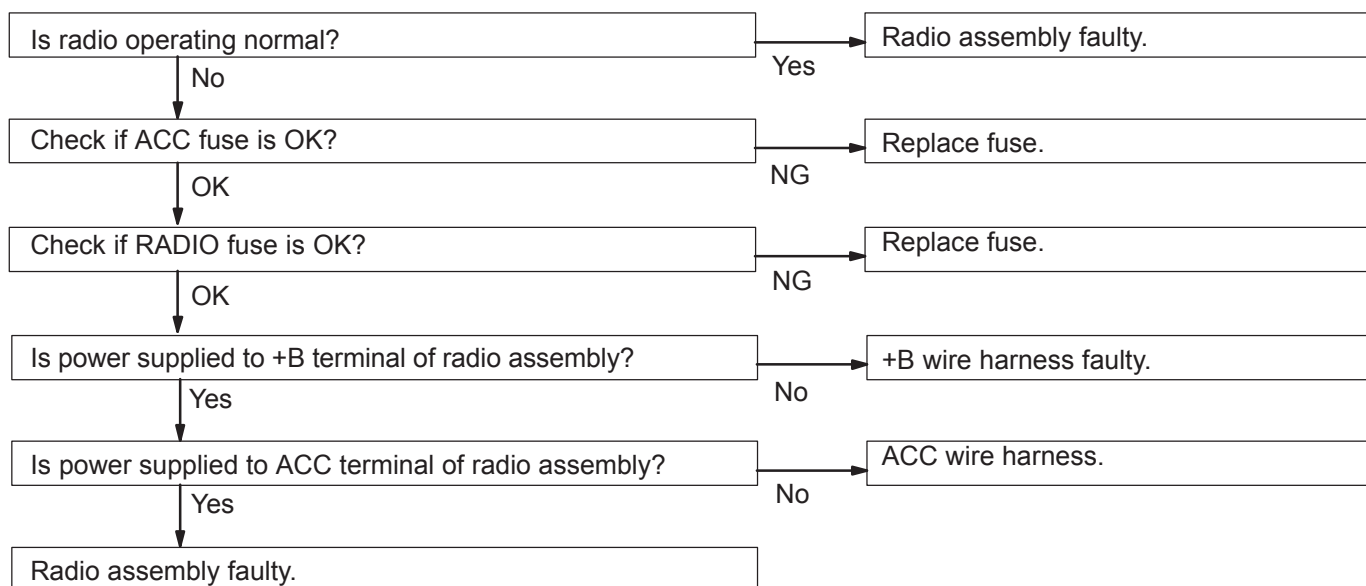 Is radio operating normal?
Radio assembly faulty.
Yes
No
Check if ACC fuse is OK?
Replace fuse.
NG
OK
Check if RADIO fuse is OK?
Replace fuse.
NG
OK
Is power supplied to +B terminal of radio assembly?
+B wire harness faulty.
No
Yes
Is power supplied to ACC terminal of radio assembly?
ACC wire harness.
No
Yes
Radio assembly faulty.